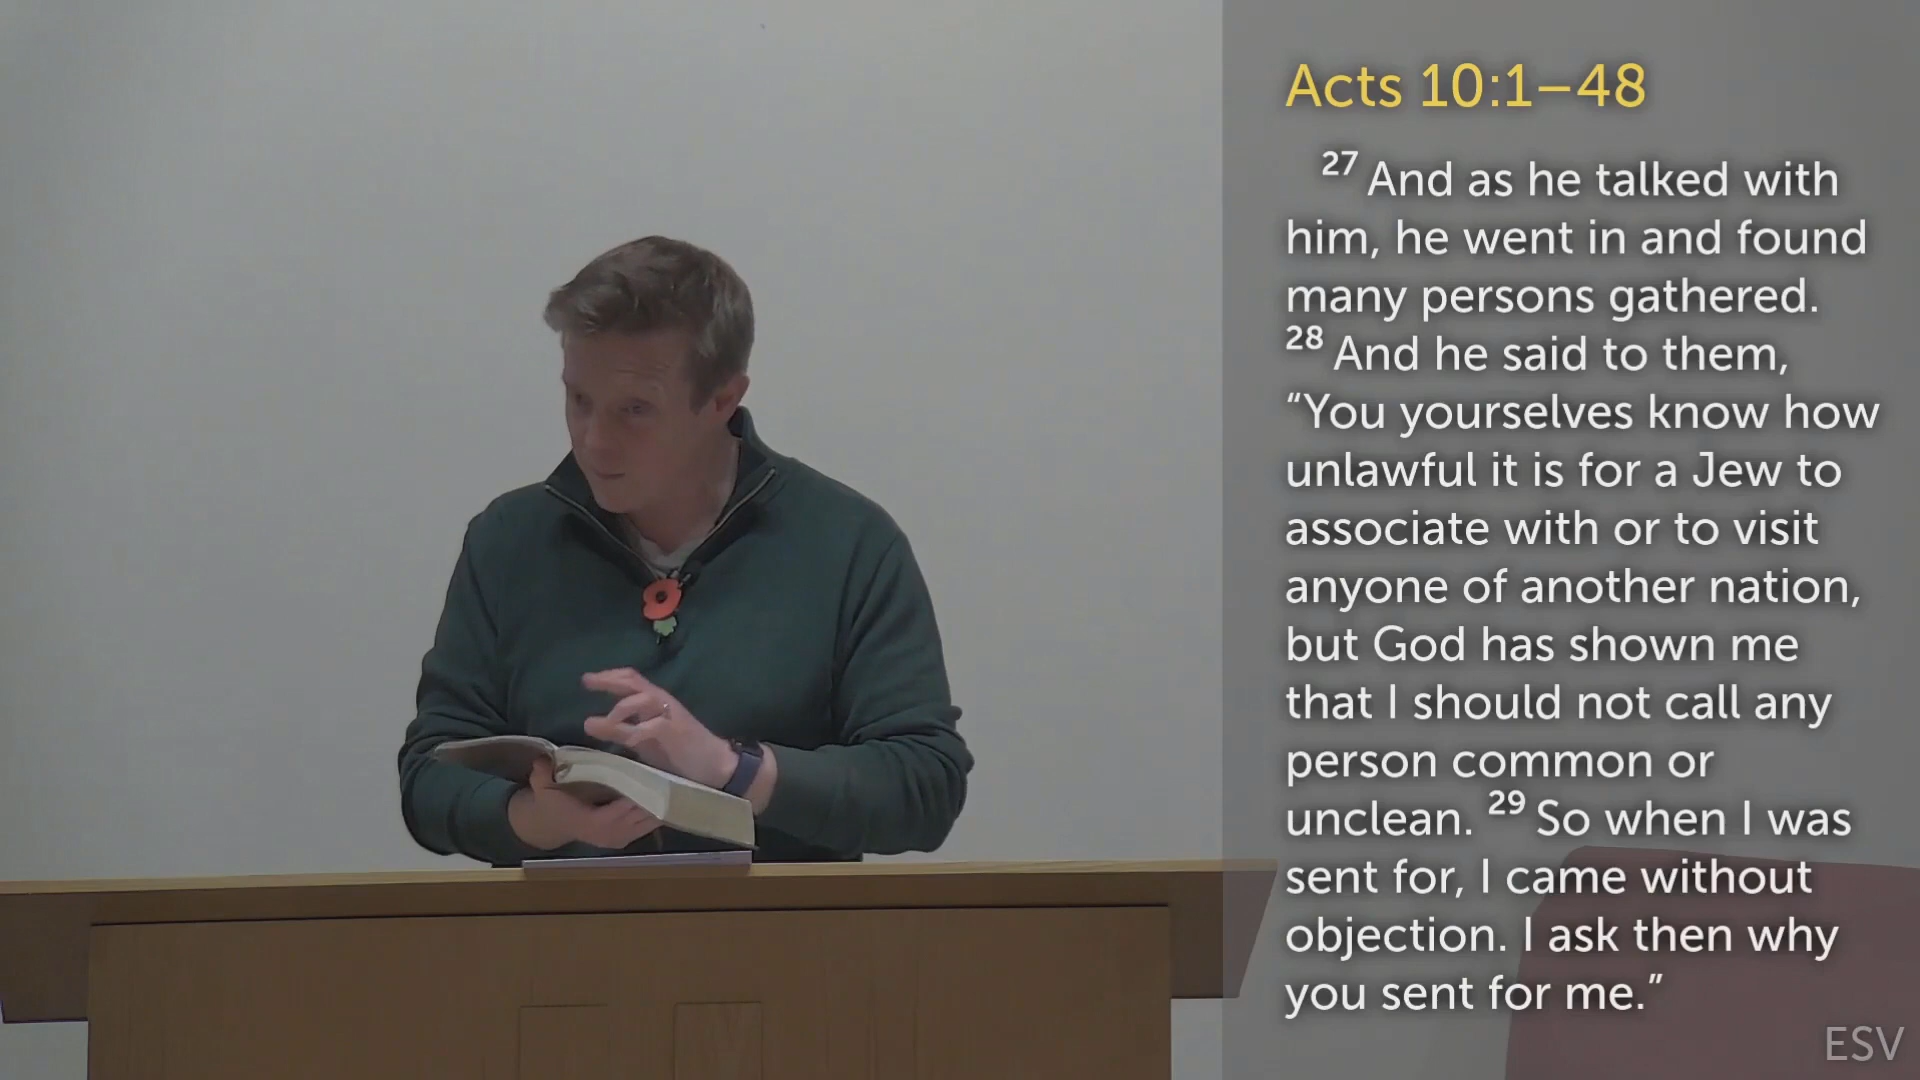 Acts 10:1–48
27 And as he talked with
him, he went in and found
many persons gathered.
28 And he said to them,
“You yourselves know how
unlawful it is for a Jew to
associate with or to visit
anyone of another nation,
but God has shown me
that I should not call any
person common or
unclean. 29 So when I was
sent for, I came without
objection. I ask then why
you sent for me.”
ESV